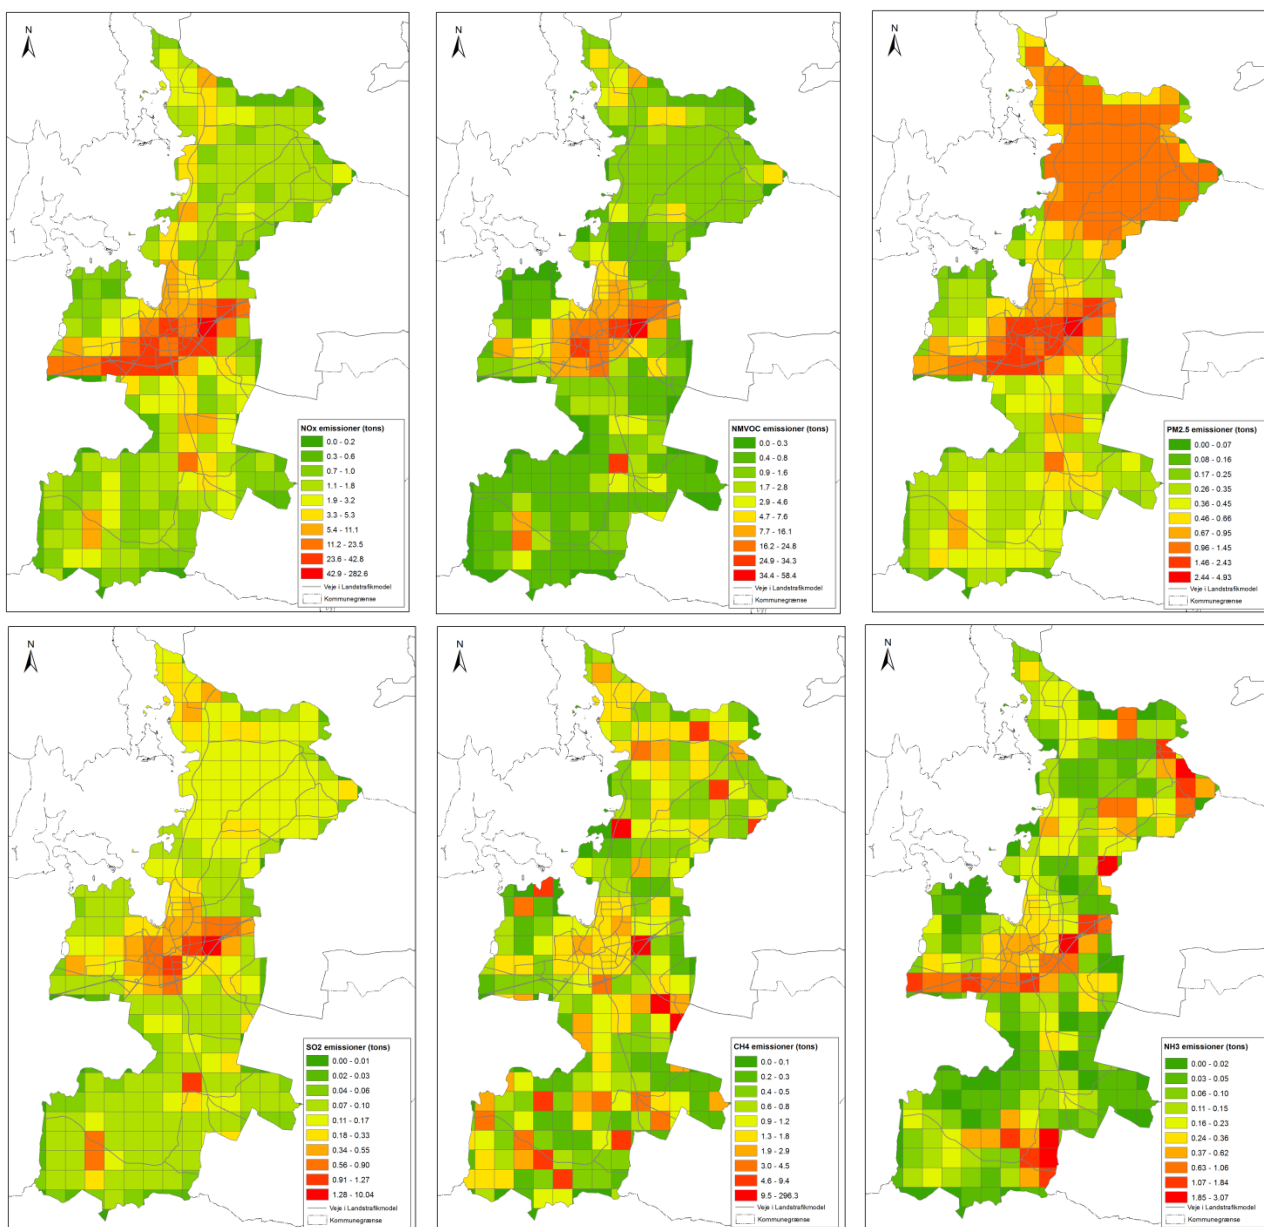 N
NOx emissioner (tons)
0.0 - 0.2
0.3 - 0.6
0.7 - 1.0
1.1 - 1.8
1.9 - 3.2
3.3 - 5.3
5.4 - 11.1
11.2 - 23.5
23.6 - 42.8
42.9 - 282.6
Veje i Landstrafikmodel
Kommunegrænse
N
NMVOC emissioner (tons)
0.0 - 0.3
0.4 - 0.8
0.9 - 1.6
1.7 - 2.8
2.9 - 4.6
4.7 - 7.6
7.7 - 16.1
16.2 - 24.8
24.9 - 34.3
34.4 - 58.4
Veje i Landstrafikmodel
Kommunegrænse
N
PM2.5 emissioner (tons)
0.00 - 0.07
0.08 - 0.16
0.17 - 0.25
0.26 - 0.35
0.36 - 0.45
0.46 - 0.66
0.67 - 0.95
0.96 - 1.45
1.46 - 2.43
2.44 - 4.93
Veje i Landstrafikmodel
Kommunegrænse
N
SO2 emissioner (tons)
0.00 - 0.01
0.02 - 0.03
0.04 - 0.06
0.07 - 0.10
0.11 - 0.17
0.18 - 0.33
0.34 - 0.55
0.56 - 0.90
0.91 - 1.27
1.28 - 10.04
Veje i Landstrafikmodel
Kommunegrænse
N
CH4 emissioner (tons)
0.0 - 0.1
0.2 - 0.3
0.4 - 0.5
0.6 - 0.8
0.9 - 1.2
1.3 - 1.8
1.9 - 2.9
3.0 - 4.5
4.6 - 9.4
9.5 - 296.3
Veje i Landstrafikmodel
Kommunegrænse
N
NH3 emissioner (tons)
0.00 - 0.02
0.03 - 0.05
0.06 - 0.10
0.11 - 0.15
0.16 - 0.23
0.24 - 0.36
0.37 - 0.62
0.63 - 1.06
1.07 - 1.84
1.85 - 3.07
Veje i Landstrafikmodel
Kommunegrænse